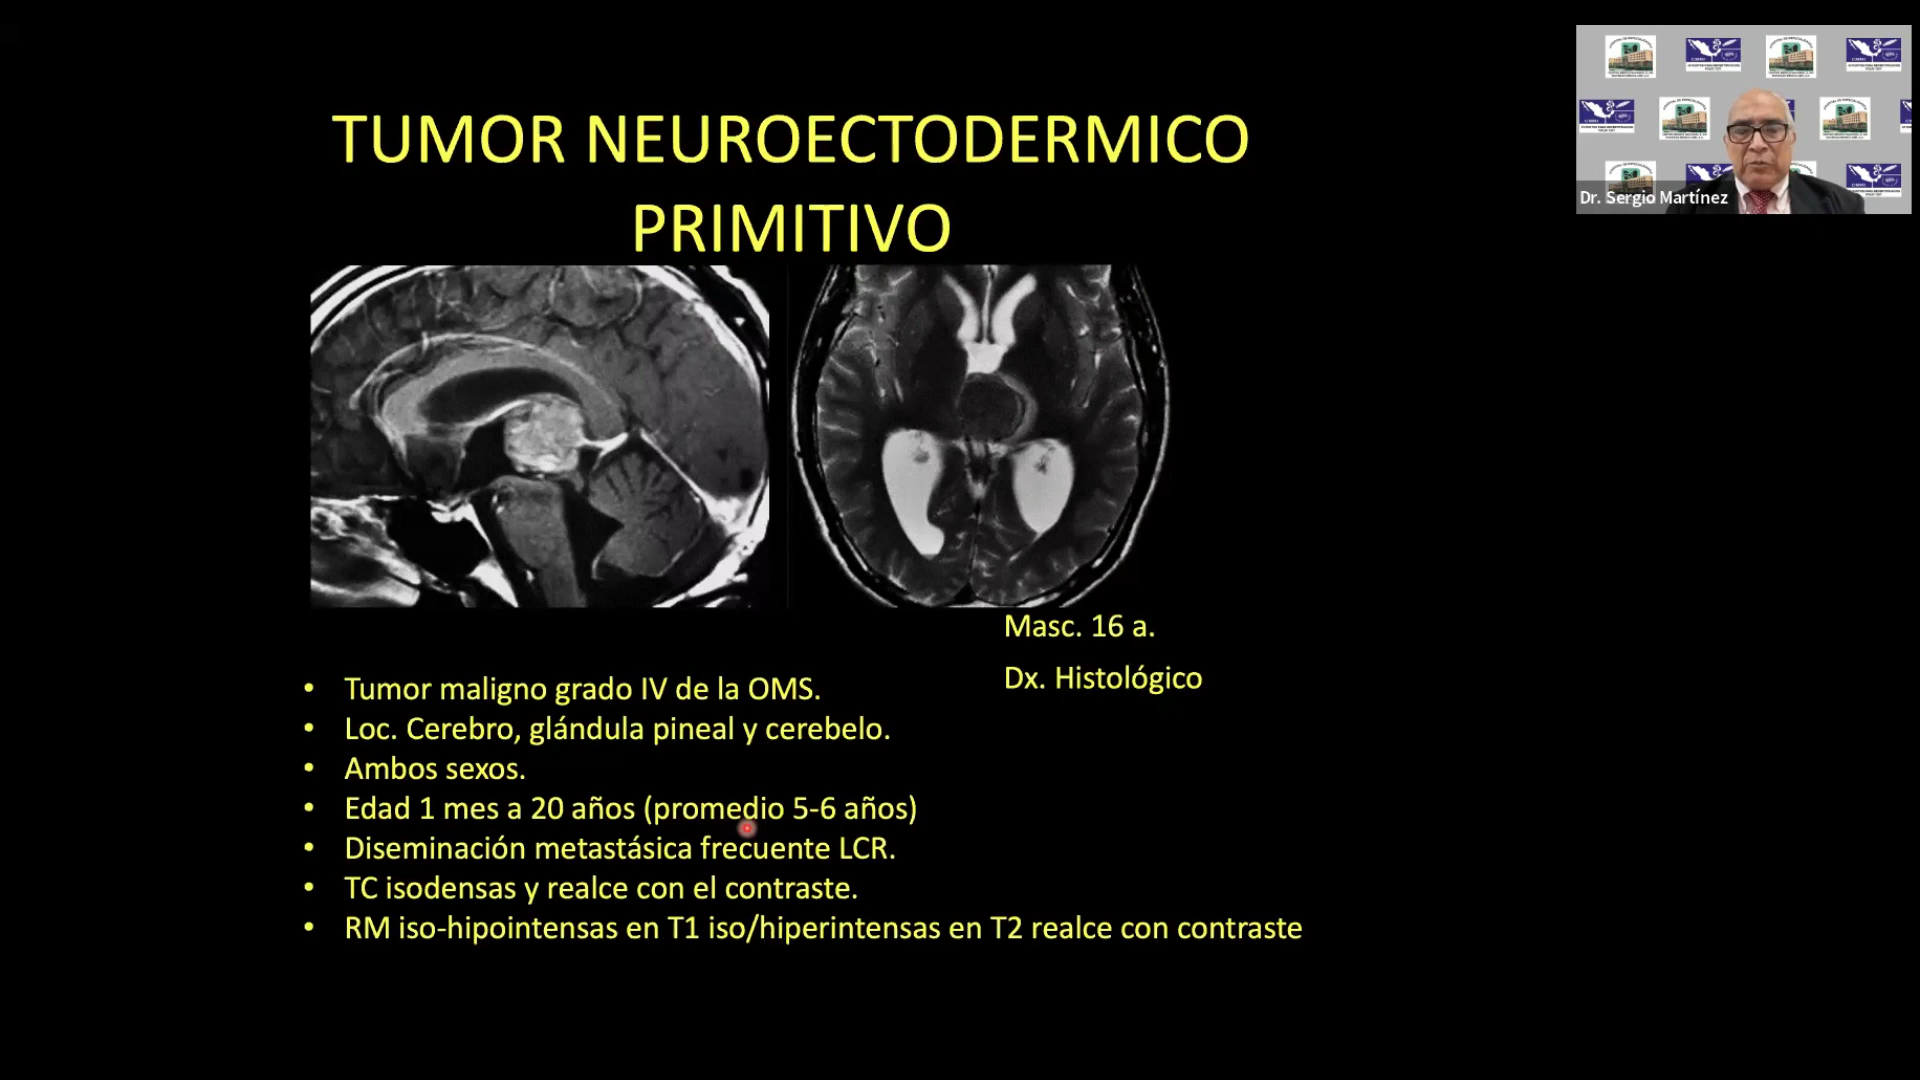 TUMOR NEUROECTODERMICO
PRIMITIVO
Dr. Sergio Martínez
Masc. 16 a.
Dx. Histológico
• Tumor maligno grado IV de la OMS.
• Loc. Cerebro, glándula pineal y cerebelo.
• Ambos sexos.
• Edad 1 mes a 20 años (promedio 5-6 años)
• Diseminación metastásica frecuente LCR.
• TC isodensas y realce con el contraste.
• RM iso-hipointensas en T1 iso/hiperintensas en T2 realce con contraste